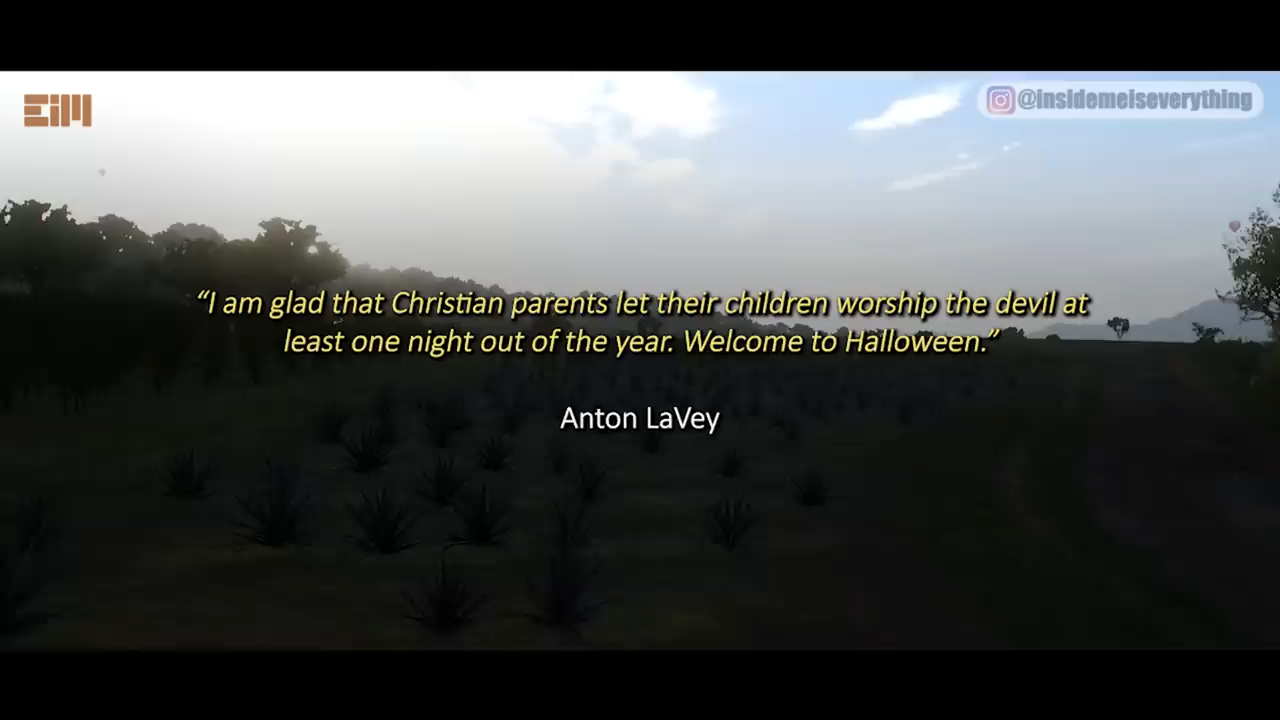 EiM
@insidemeiseverything
“I am glad that Christian parents let their children worship the devil at
least one night out of the year. Welcome to Halloween.”
Anton LaVey